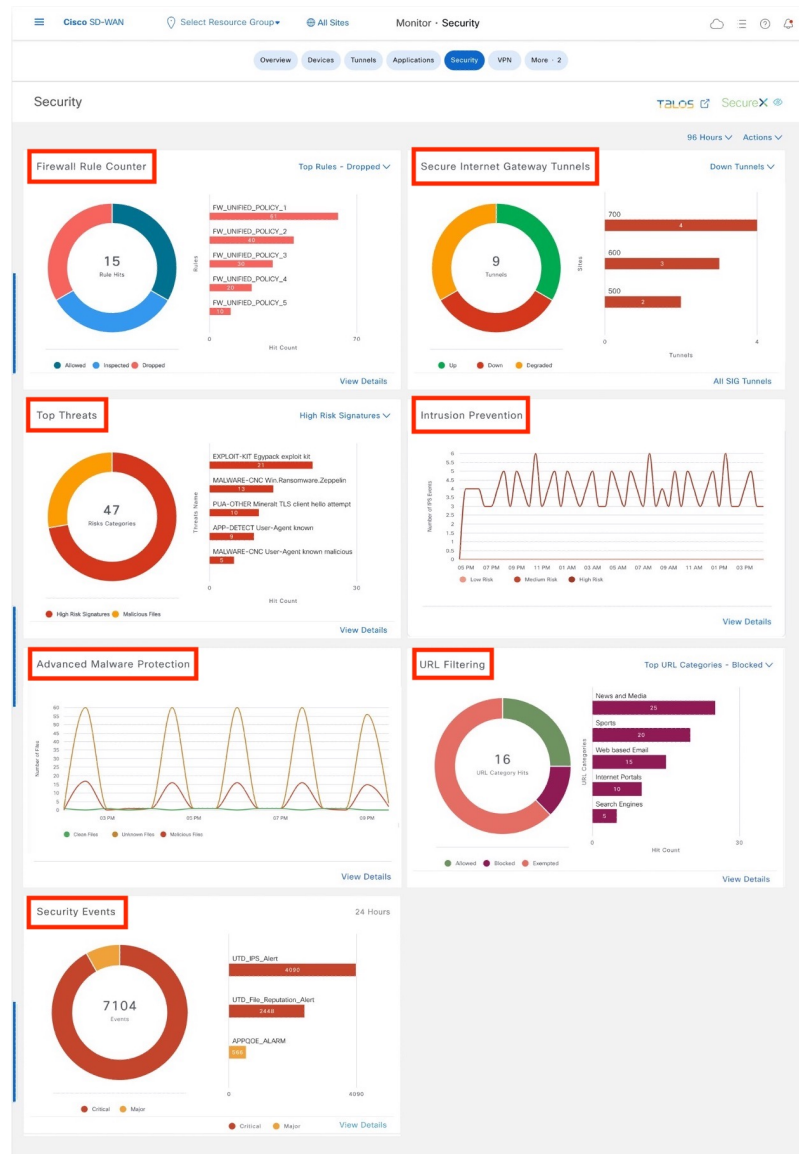 Cisco SD-WAN
Select Resource Group
All Sites
Monitor · Security
Overview
Devices
Tunnels
Applications
Security
VPN
More · 2
Security
TALOS
SecureX
96 Hours
Actions
Firewall Rule Counter
Top Rules - Dropped
15
Rule Hits
Rules
FW_UNIFIED_POLICY_1
61
FW_UNIFIED_POLICY_2
40
FW_UNIFIED_POLICY_3
30
FW_UNIFIED_POLICY_4
20
FW_UNIFIED_POLICY_5
10
0
70
Hit Count
Allowed
Inspected
Dropped
View Details
Secure Internet Gateway Tunnels
Down Tunnels
9
Tunnels
Sites
700
4
600
3
500
2
0
4
Tunnels
Up
Down
Degraded
All SIG Tunnels
Top Threats
High Risk Signatures
47
Risks Categories
Threats Name
EXPLOIT-KIT Egypack exploit kit
21
MALWARE-CNC Win.Ransomware.Zeppelin
13
PUA-OTHER Mineralt TLS client hello attempt
10
APP-DETECT User-Agent known
9
MALWARE-CNC User-Agent known malicious
5
0
30
Hit Count
High Risk Signatures
Malicious Files
View Details
Intrusion Prevention
Number of IPS Events
6
5.5
5
4.5
4
3.5
3
2.5
2
1.5
1
0.5
0
05 PM
07 PM
09 PM
11 PM
01 AM
03 AM
05 AM
07 AM
09 AM
11 AM
01 PM
03 PM
Low Risk
Medium Risk
High Risk
View Details
Advanced Malware Protection
Number of Files
60
55
50
45
40
35
30
25
20
15
10
5
0
03 PM
05 PM
07 PM
09 PM
Clean Files
Unknown Files
Malicious Files
View Details
URL Filtering
Top URL Categories - Blocked
16
URL Category Hits
URL Categories
News and Media
25
Sports
20
Web based Email
15
Internet Portals
10
Search Engines
5
0
30
Hit Count
Allowed
Blocked
Exempted
View Details
Security Events
24 Hours
7104
Events
UTD_IPS_Alert
4090
UTD_File_Reputation_Alert
2448
APPQOE_ALARM
0
4090
Critical
Major
Critical
Major
View Details